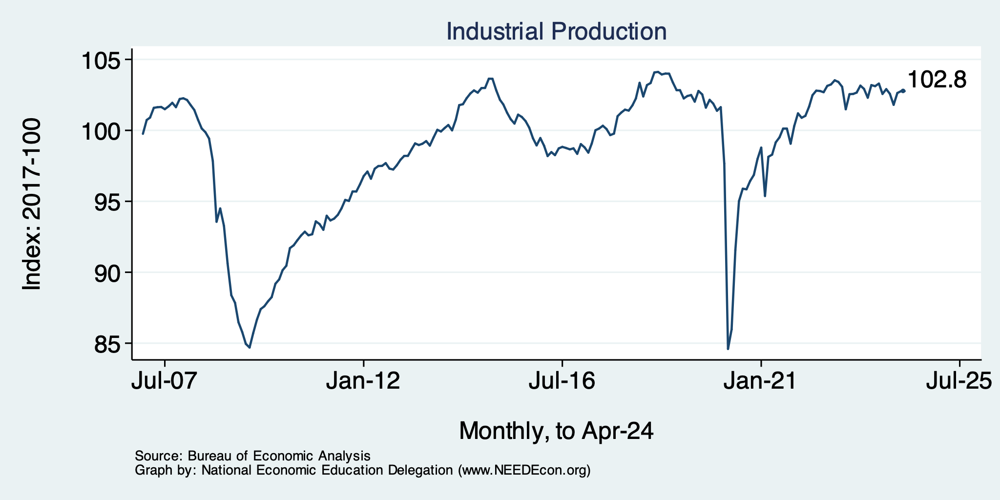 Industrial Production
Index: 2017-100
105
100
95
90
85
102.8
Jul-07
Jan-12
Jul-16
Jan-21
Jul-25
Monthly, to Apr-24
Source: Bureau of Economic Analysis
Graph by: National Economic Education Delegation (www.NEEDEcon.org)